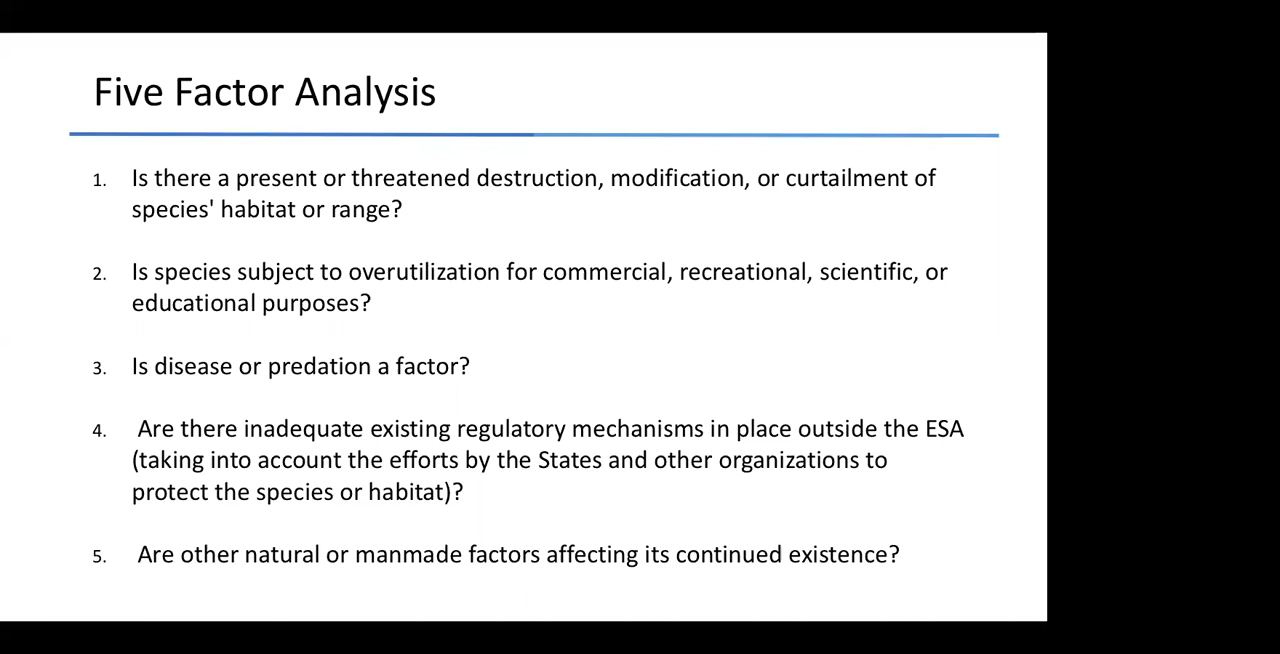 Five Factor Analysis
1. Is there a present or threatened destruction, modification, or curtailment of
species' habitat or range?
2. Is species subject to overutilization for commercial, recreational, scientific, or
educational purposes?
3. Is disease or predation a factor?
4. Are there inadequate existing regulatory mechanisms in place outside the ESA
(taking into account the efforts by the States and other organizations to
protect the species or habitat)?
5. Are other natural or manmade factors affecting its continued existence?